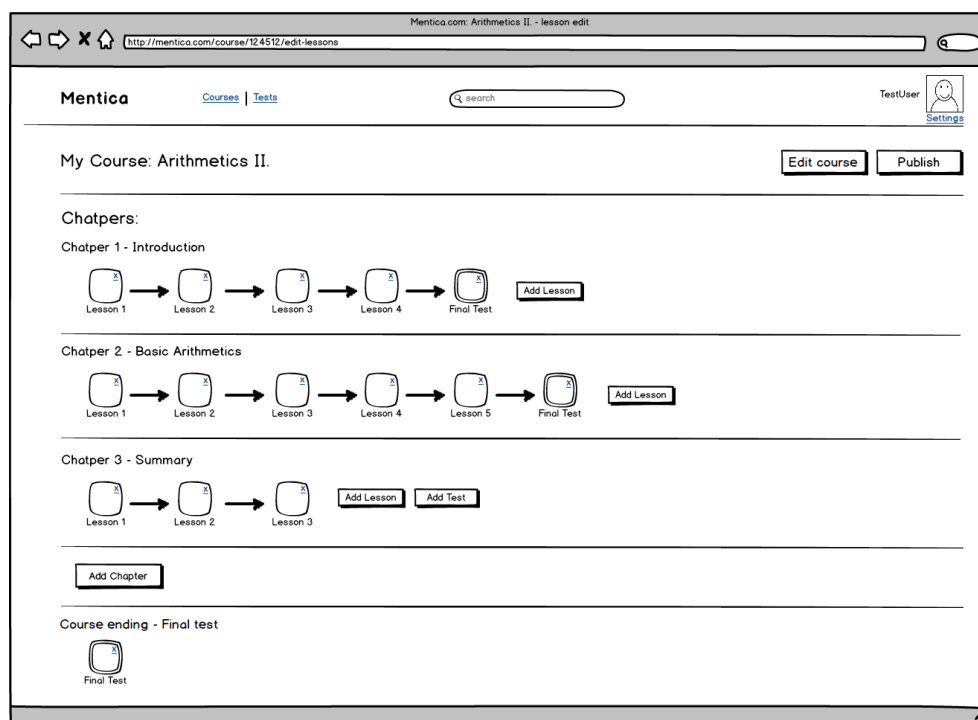 Mentica.com: Arithmetics II. - lesson edit
http://mentica.com/course/124512/edit-lessons
Mentica Courses | Tests search TestUser
Settings
My Course: Arithmetics II. Edit course Publish
Chatpers:
Chatper 1 - Introduction
x x x x x
Add Lesson
Lesson 1 Lesson 2 Lesson 3 Lesson 4 Final Test
Chatper 2 - Basic Arithmetics
x x x x x x
Add Lesson
Lesson 1 Lesson 2 Lesson 3 Lesson 4 Lesson 5 Final Test
Chatper 3 - Summary
x x x
Add Lesson Add Test
Lesson 1 Lesson 2 Lesson 3
Add Chapter
Course ending - Final test
x
Final Test